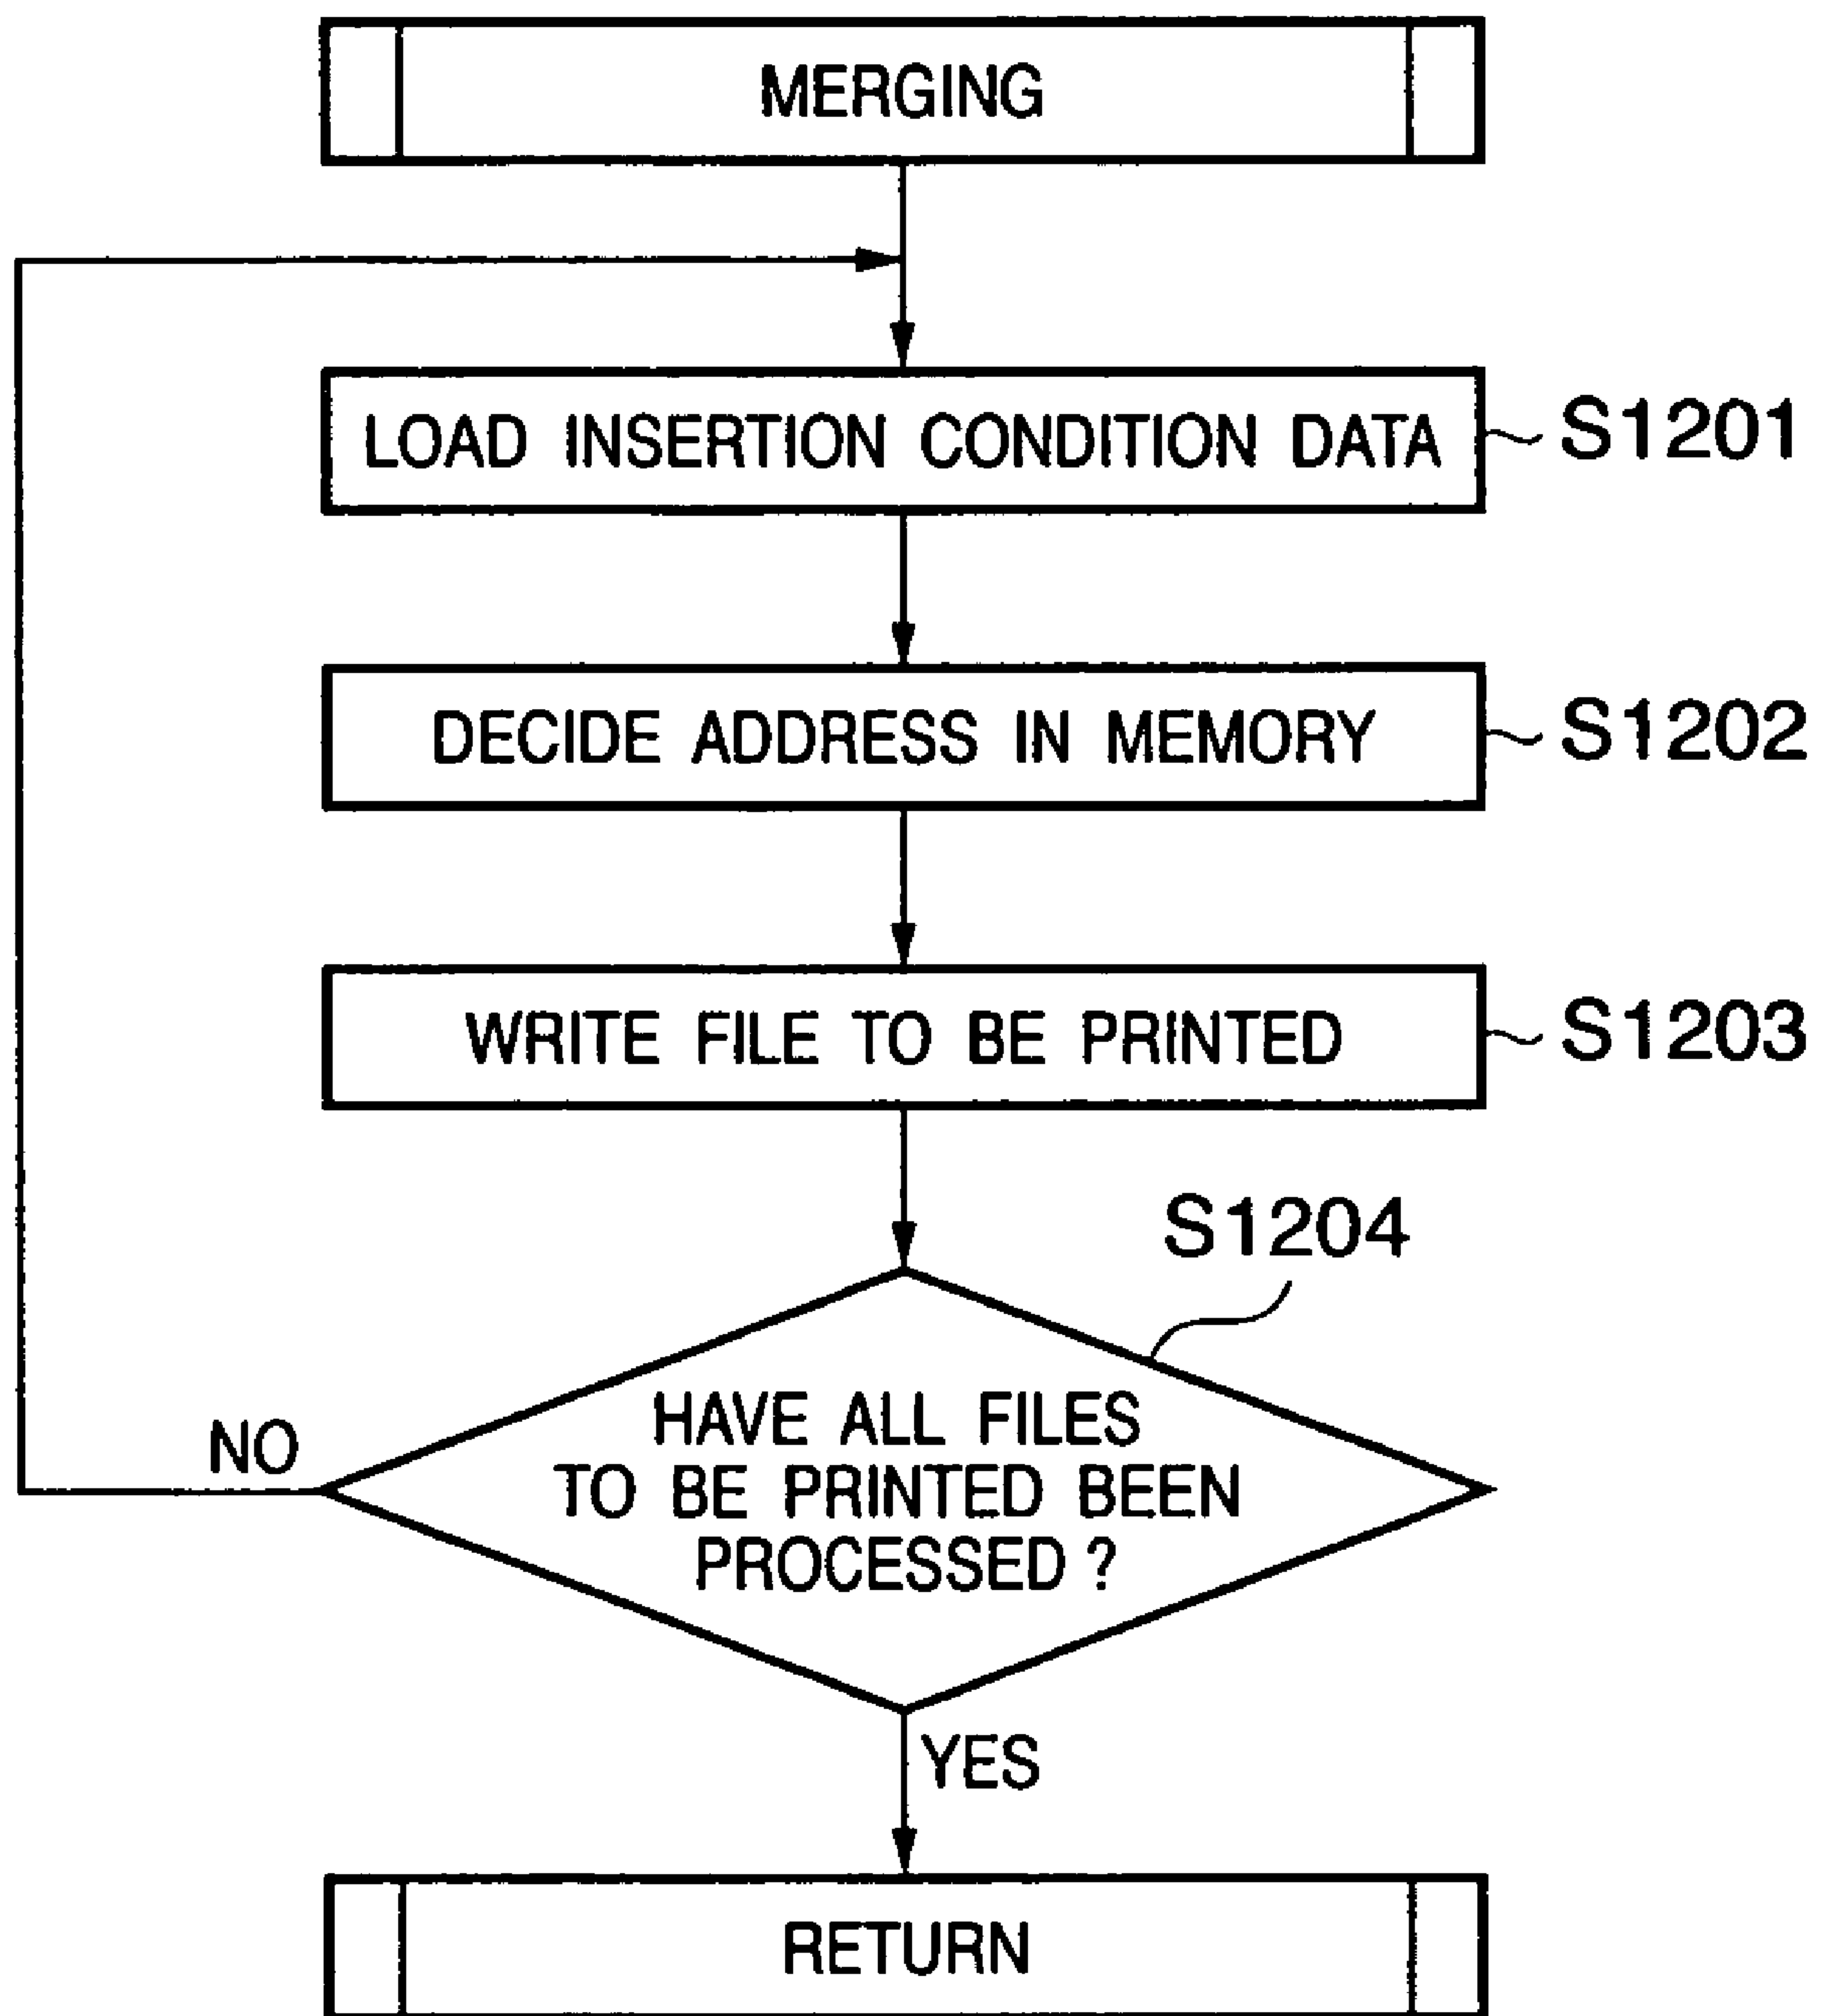 MERGING
LOAD INSERTION CONDITION DATA
S1201
DECIDE ADDRESS IN MEMORY
S1202
WRITE FILE TO BE PRINTED
S1203
S1204
HAVE ALL FILES
TO BE PRINTED BEEN
PROCESSED ?
NO
YES
RETURN